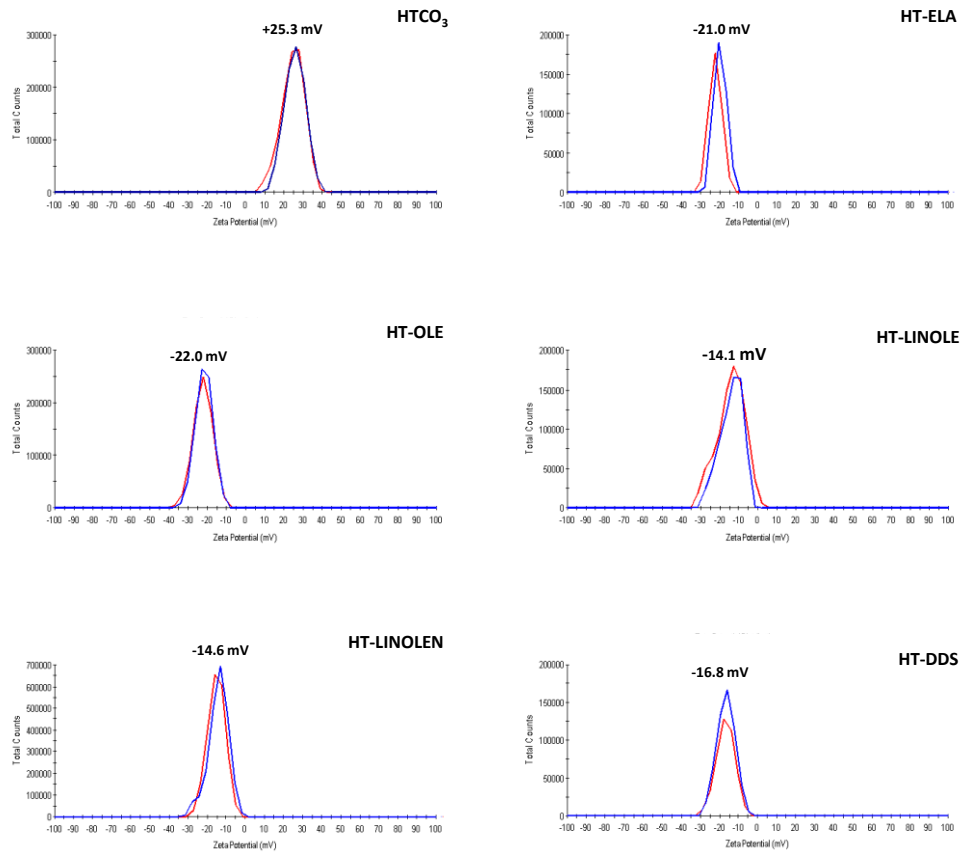 HTCO₃
+25.3 mV
300000
200000
100000
0
Total Counts
-100 -90 -80 -70 -60 -50 -40 -30 -20 -10 0 10 20 30 40 50 60 70 80 90 100
Zeta Potential (mV)
HT-ELA
-21.0 mV
200000
150000
100000
50000
0
Total Counts
-100 -90 -80 -70 -60 -50 -40 -30 -20 -10 0 10 20 30 40 50 60 70 80 90 100
Zeta Potential (mV)
HT-OLE
-22.0 mV
300000
200000
100000
0
Total Counts
-100 -90 -80 -70 -60 -50 -40 -30 -20 -10 0 10 20 30 40 50 60 70 80 90 100
Zeta Potential (mV)
HT-LINOLE
-14.1 mV
200000
150000
100000
50000
0
Total Counts
-100 -90 -80 -70 -60 -50 -40 -30 -20 -10 0 10 20 30 40 50 60 70 80 90 100
Zeta Potential (mV)
HT-LINOLEN
-14.6 mV
700000
600000
500000
400000
300000
200000
100000
0
Total Counts
-100 -90 -80 -70 -60 -50 -40 -30 -20 -10 0 10 20 30 40 50 60 70 80 90 100
Zeta Potential (mV)
HT-DDS
-16.8 mV
200000
150000
100000
50000
0
Total Counts
-100 -90 -80 -70 -60 -50 -40 -30 -20 -10 0 10 20 30 40 50 60 70 80 90 100
Zeta Potential (mV)